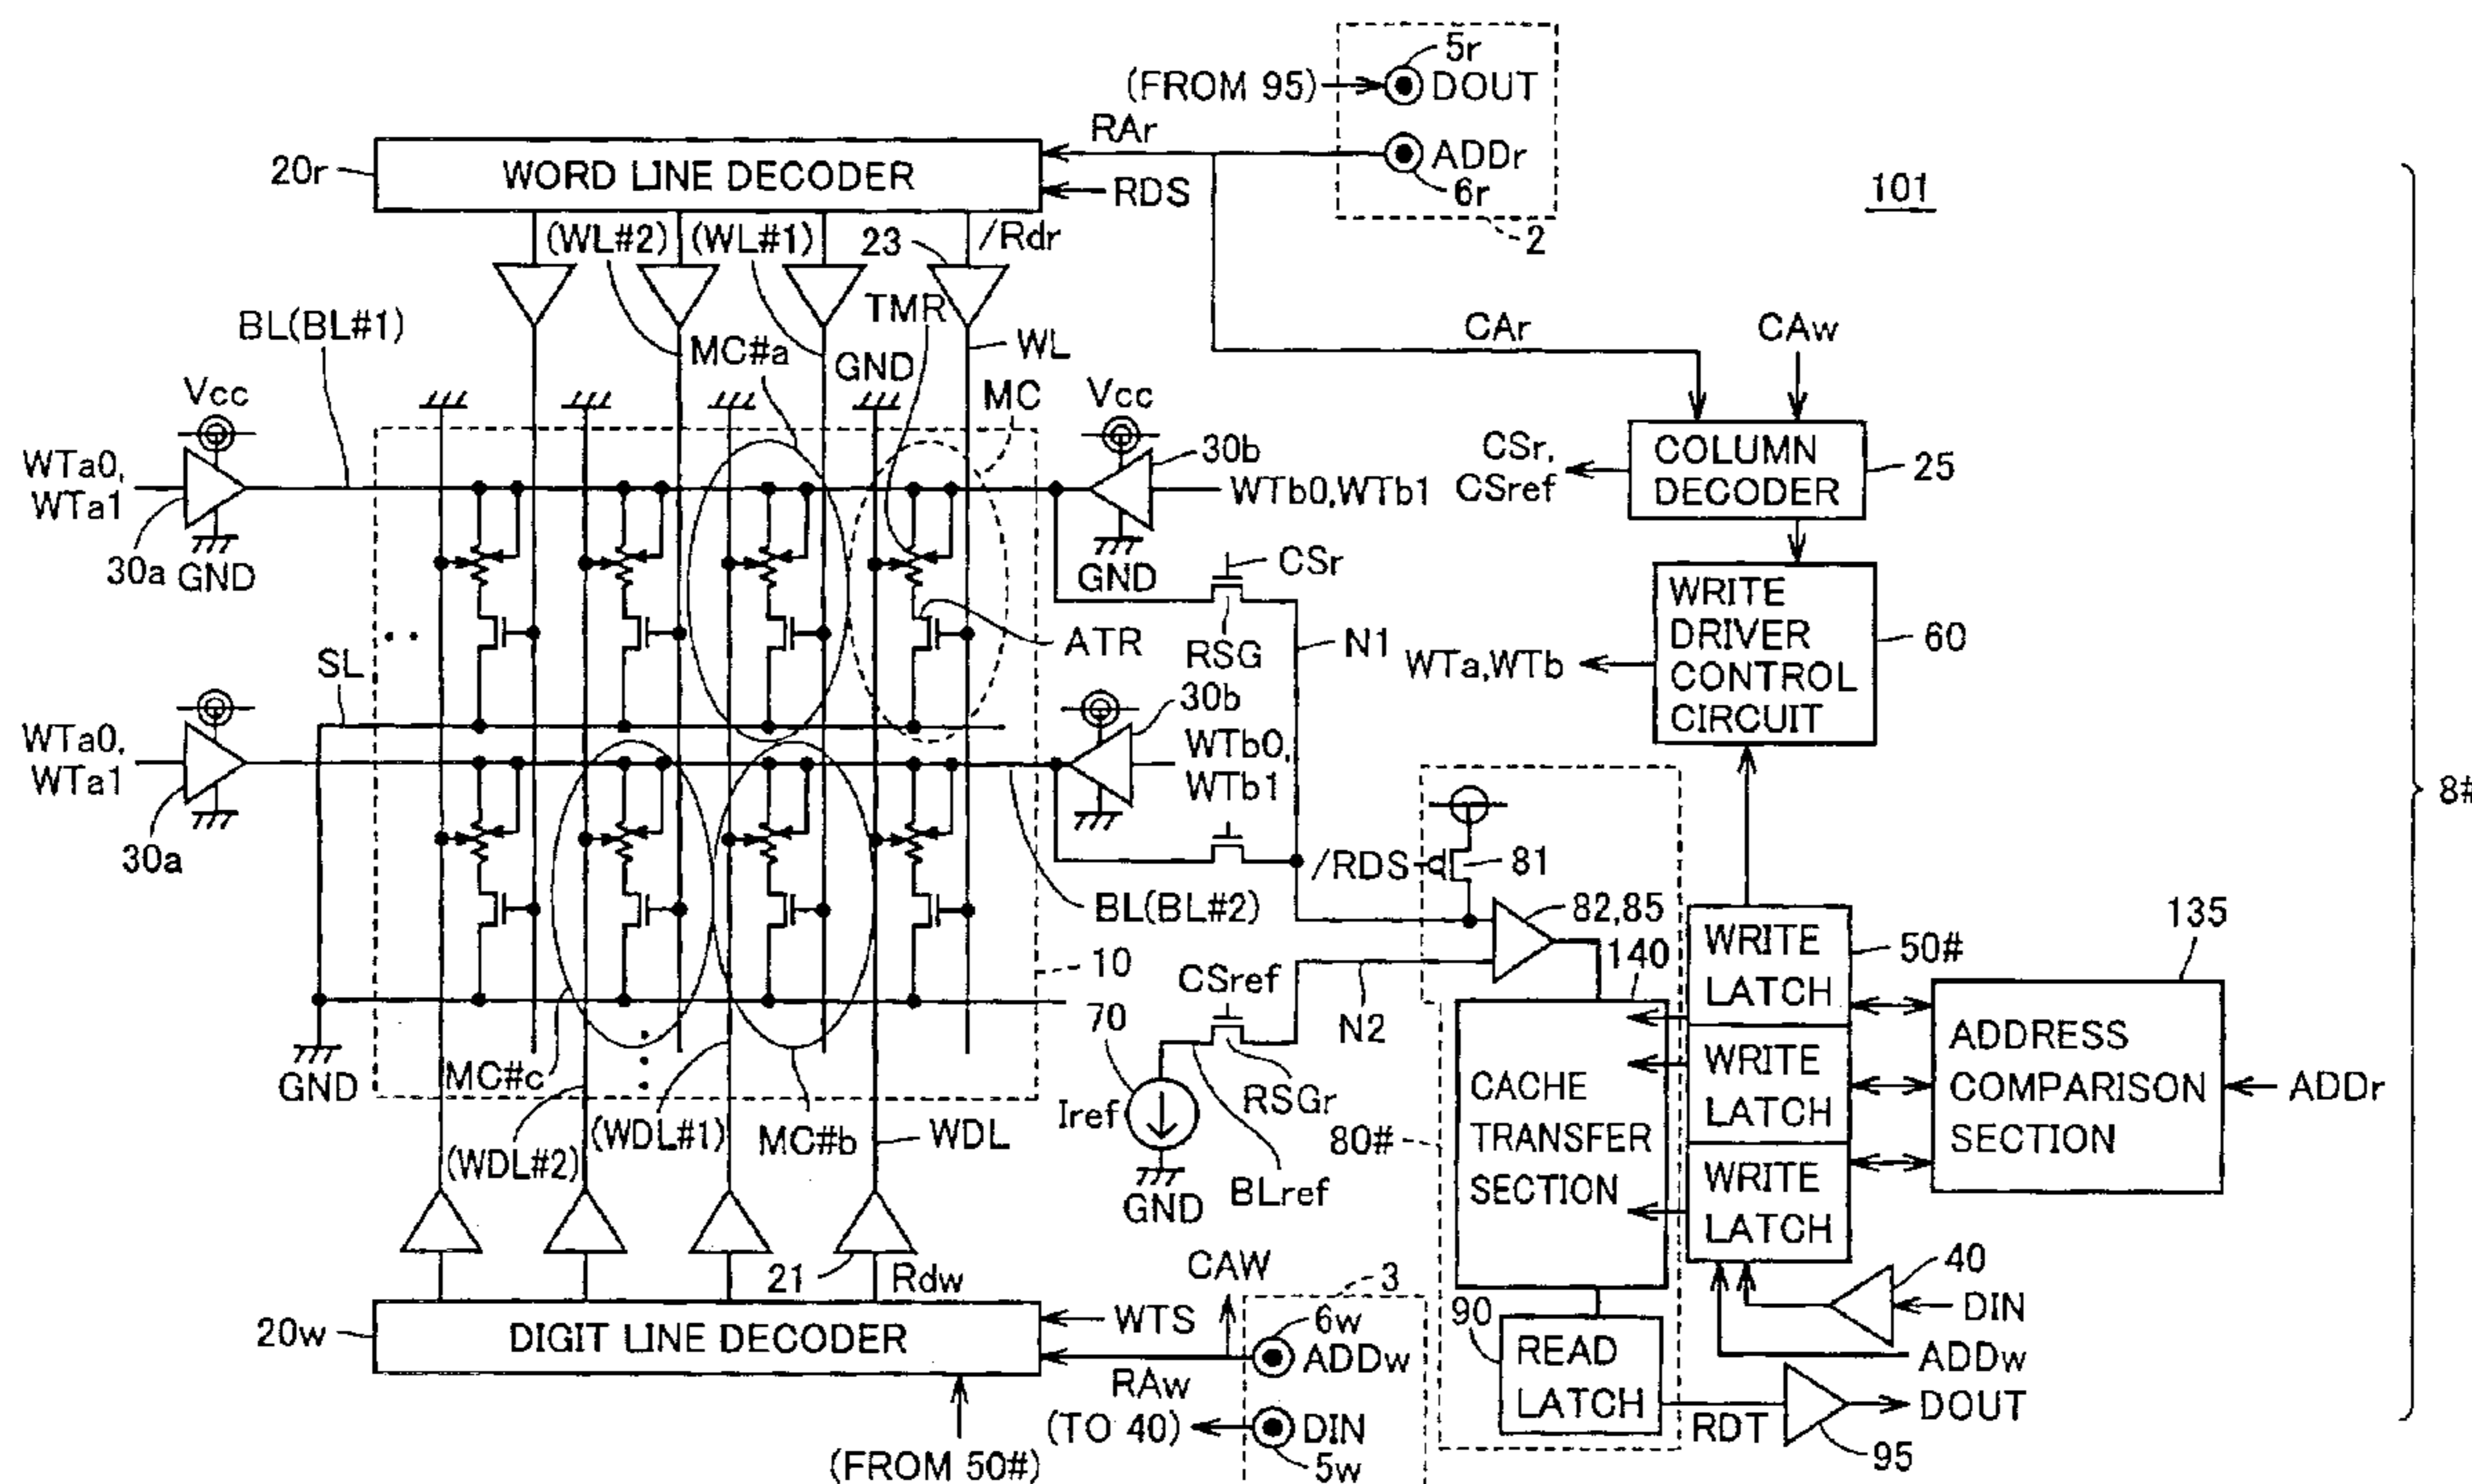 5r
(FROM 95)
DOUT
RAr
ADDr
6r
2
20r
WORD LINE DECODER
RDS
101
(WL#2)
(WL#1)
23
/Rdr
TMR
BL(BL#1)
MC#a
GND
WL
MC
CAr
CAw
Vcc
Vcc
WTa0,
WTa1
30b
WTb0,WTb1
CSr,
CSref
COLUMN
DECODER
25
30a
GND
GND
CSr
RSG
N1
ATR
WRITE
DRIVER
CONTROL
CIRCUIT
60
WTa,WTb
SL
30b
WTa0,
WTa1
WTb0,
WTb1
8#
30a
/RDS
81
BL(BL#2)
82,85
140
135
WRITE
LATCH
50#
10
CSref
70
N2
WRITE
LATCH
ADDRESS
COMPARISON
SECTION
ADDr
CACHE
TRANSFER
SECTION
GND
MC#c
Iref
RSGr
80#
(WDL#2)
(WDL#1)
MC#b
WDL
BLref
GND
WRITE
LATCH
21
Rdw
CAW
3
40
DIN
20w
DIGIT LINE DECODER
WTS
6w
ADDw
RAw
90
READ
LATCH
ADDw
(TO 40)
DIN
5w
RDT
DOUT
95
(FROM 50#)